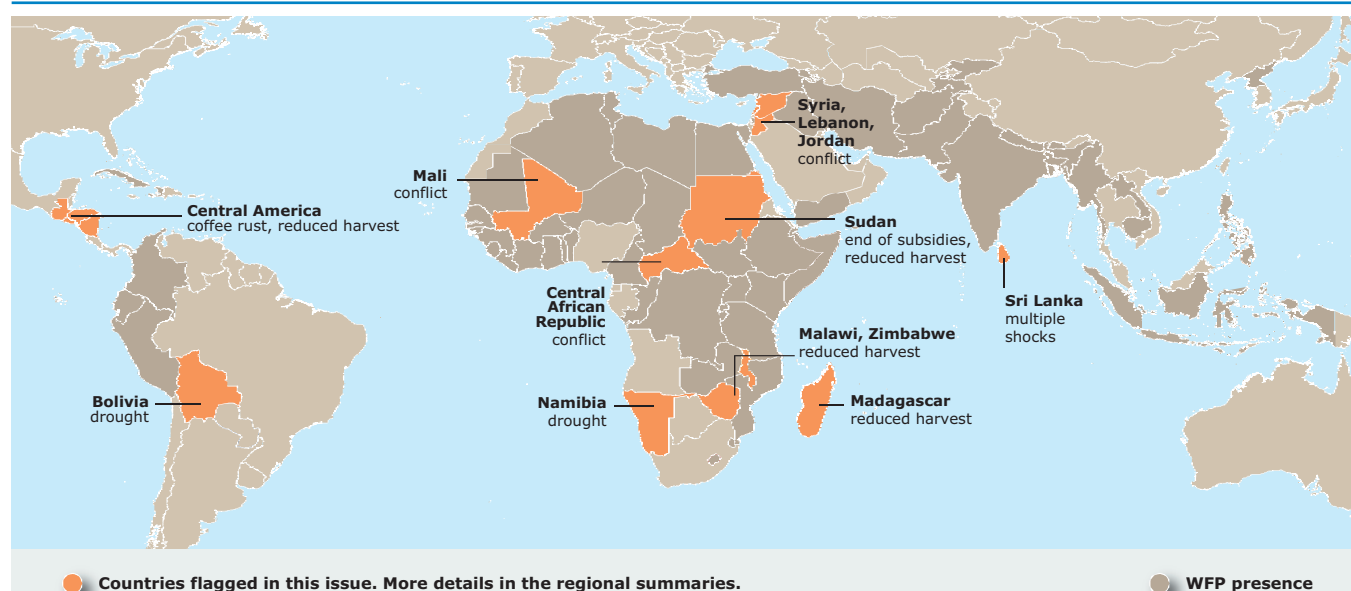 Syria,
Lebanon,
Jordan
conflict
Mali
conflict
Central America
coffee rust, reduced harvest
Sudan
end of subsidies,
reduced harvest
Central
African
Republic
conflict
Sri Lanka
multiple
shocks
Malawi, Zimbabwe
reduced harvest
Bolivia
drought
Namibia
drought
Madagascar
reduced harvest
Countries flagged in this issue. More details in the regional summaries.
WFP presence